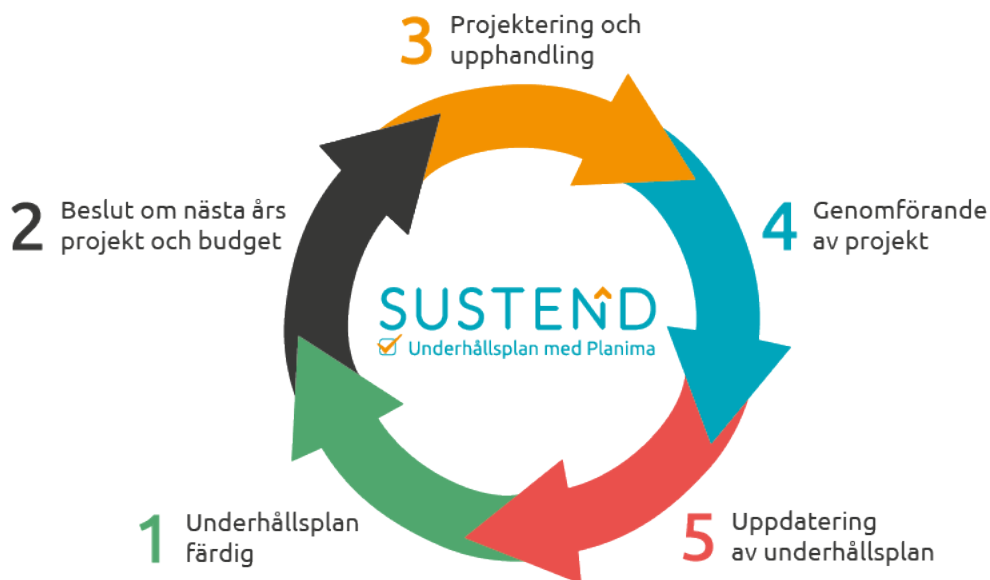 3 Projektering och
upphandling
2 Beslut om nästa års
projekt och budget
4 Genomförande
av projekt
SUSTEND
Underhållsplan med Planima
1 Underhållsplan
färdig
5 Uppdatering
av underhållsplan